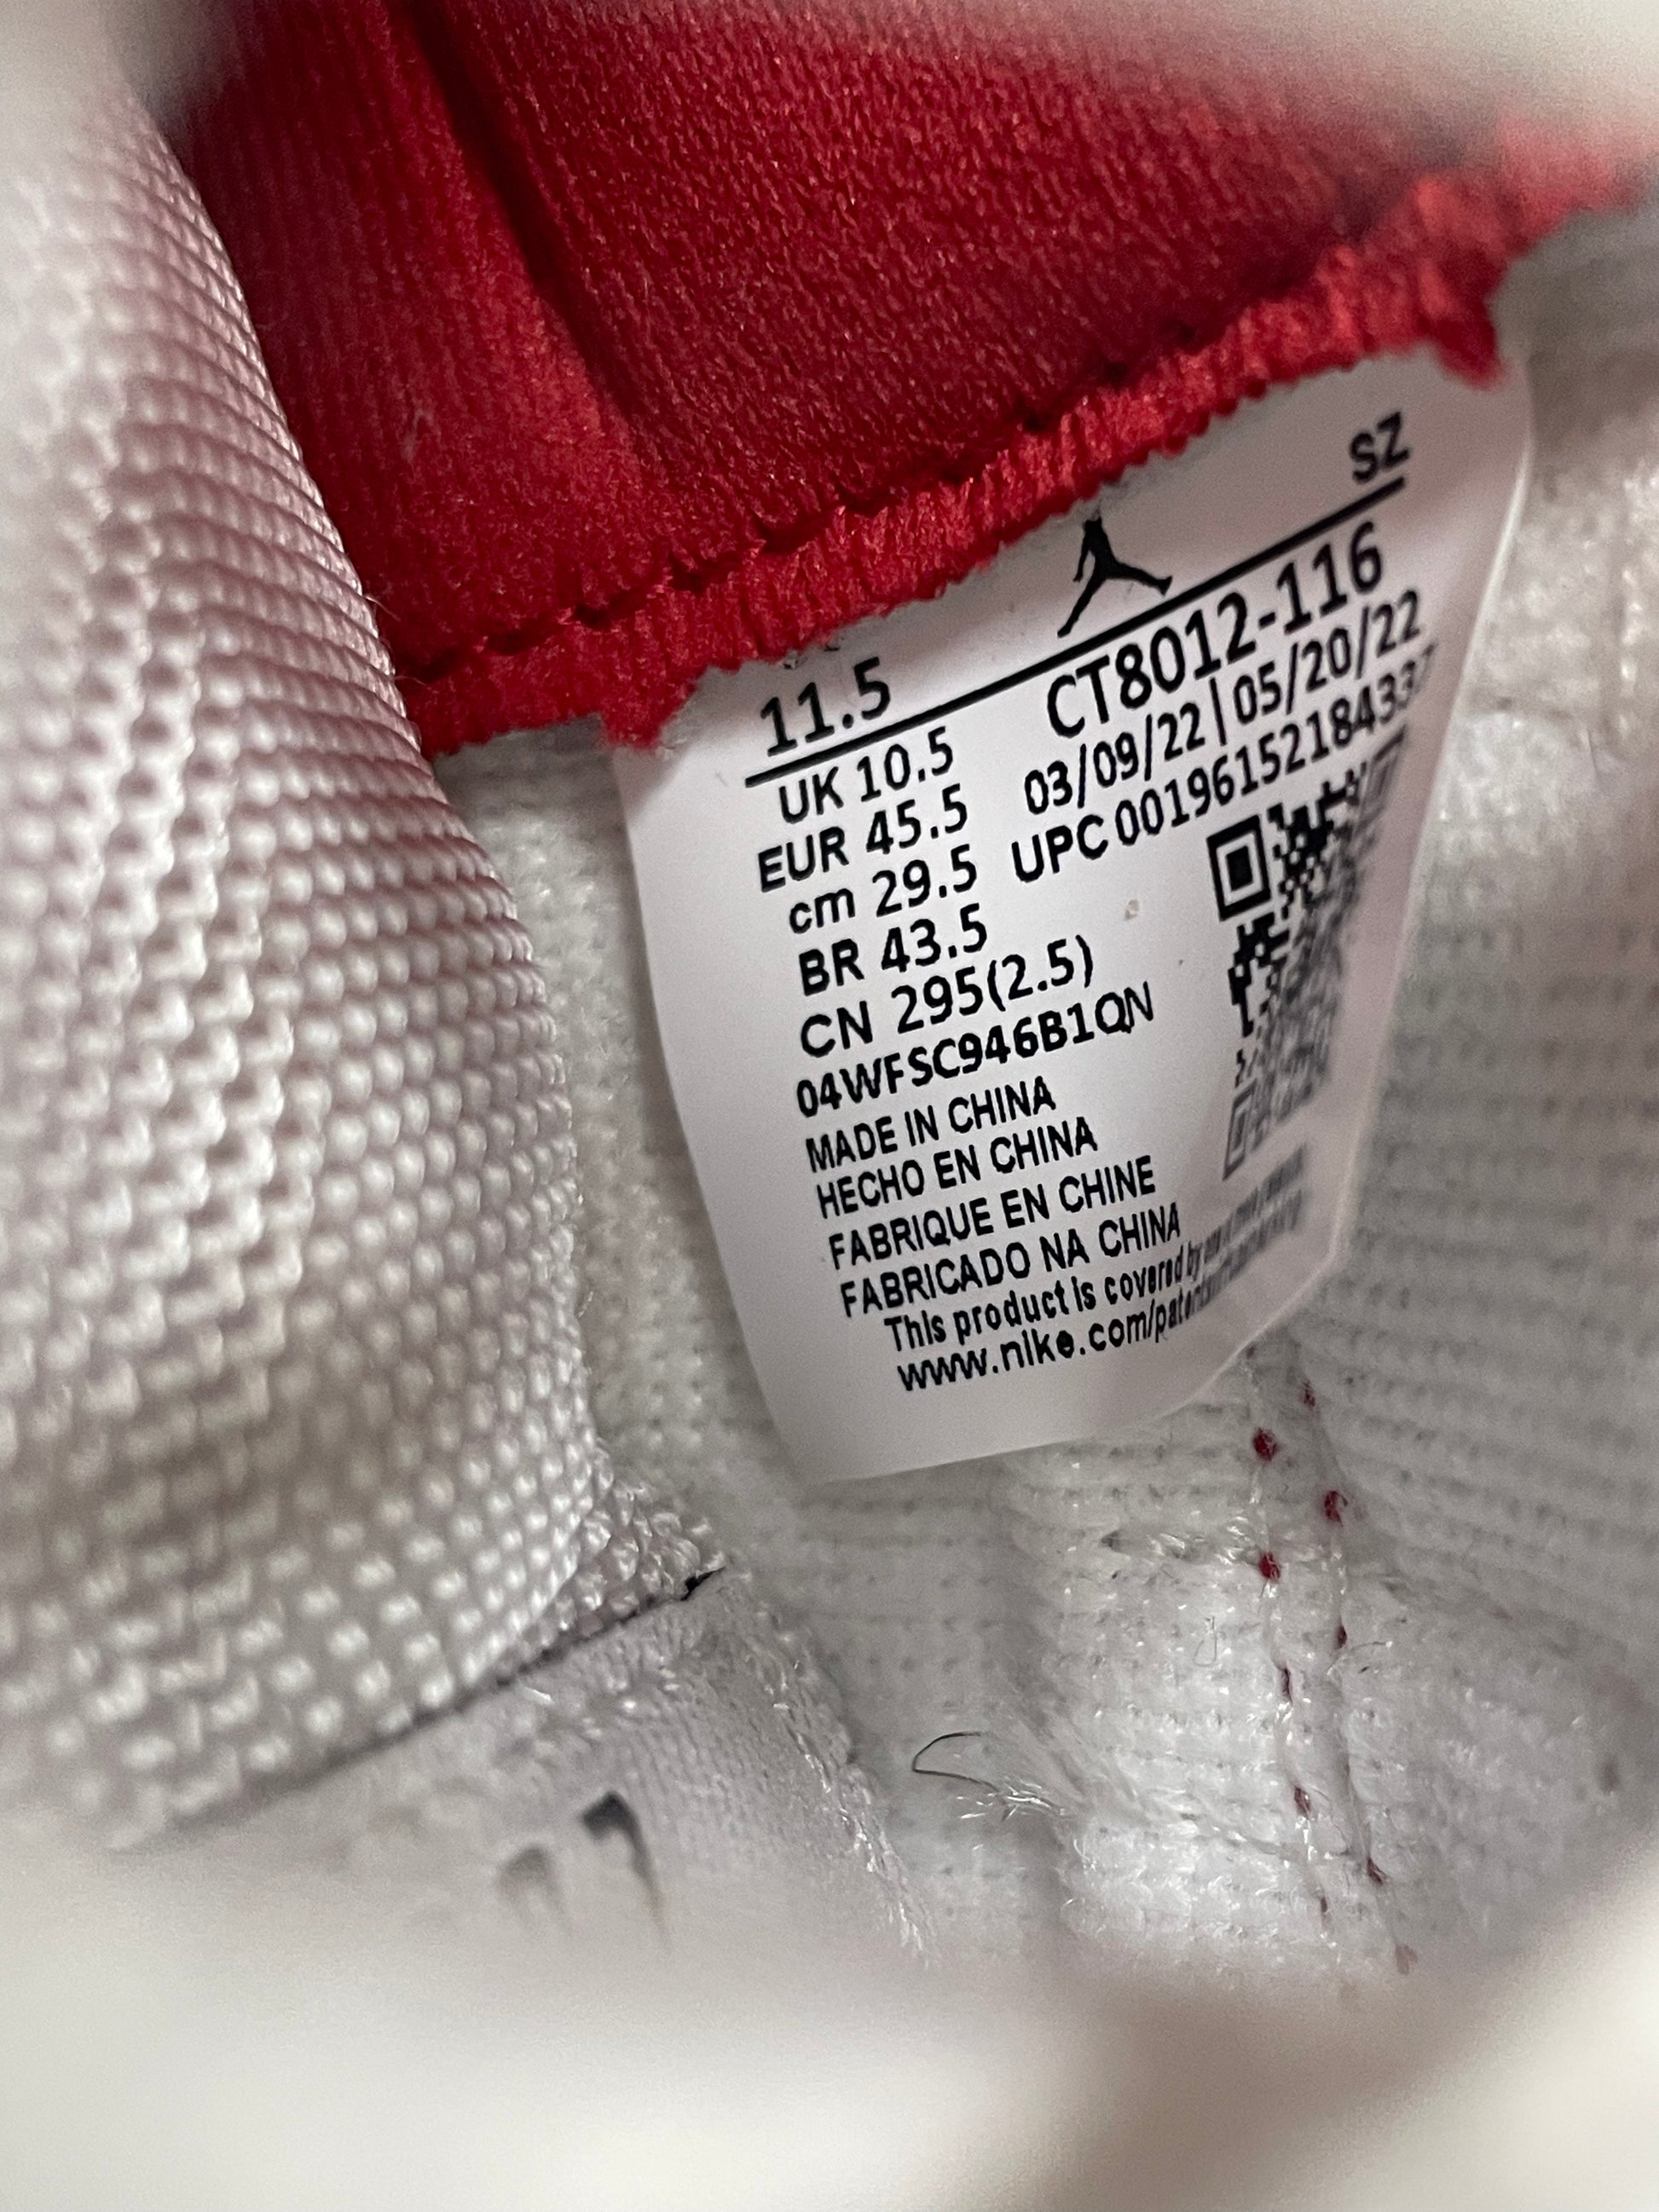 11.5 SZ
UK 10.5 CT8012-116
EUR 45.5 03/09/22 | 05/20/22
cm 29.5 UPC 00196152184337
BR 43.5
CN 295(2.5)
04WFSC946B1QN
MADE IN CHINA
HECHO EN CHINA
FABRIQUE EN CHINE
FABRICADO NA CHINA
This product is covered by
www.nike.com/patents